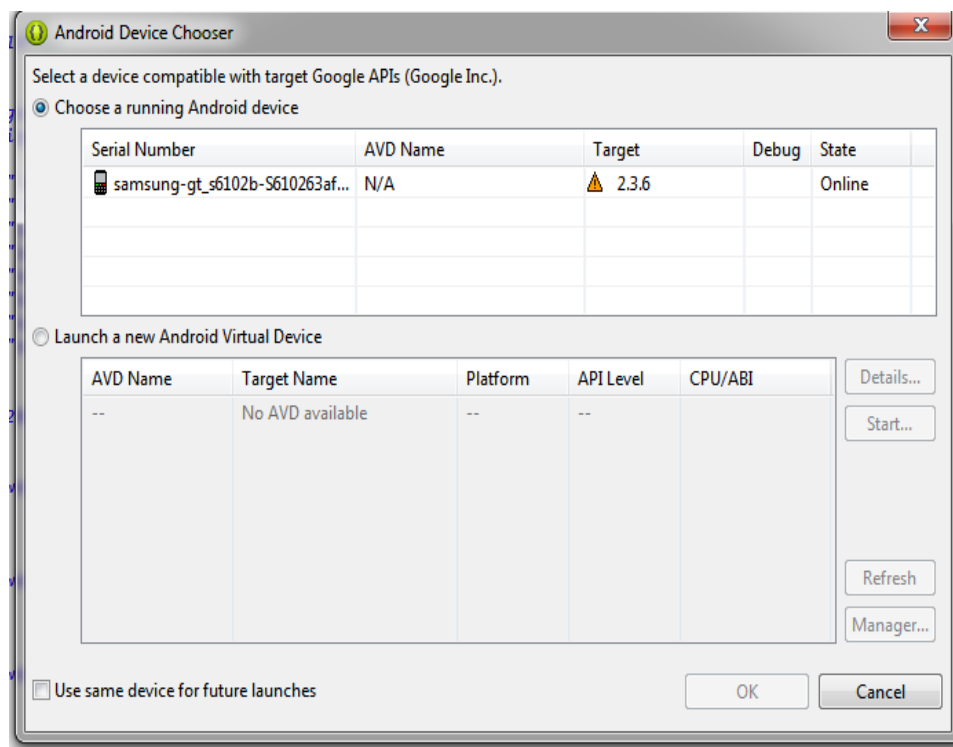 Android Device Chooser
Select a device compatible with target Google APIs (Google Inc.).
Choose a running Android device
Serial Number AVD Name Target Debug State
samsung-gt_s6102b-S610263af... N/A 2.3.6 Online
Launch a new Android Virtual Device
AVD Name Target Name Platform API Level CPU/ABI Details...
-- No AVD available -- -- Start...
Refresh
Manager...
Use same device for future launches OK Cancel